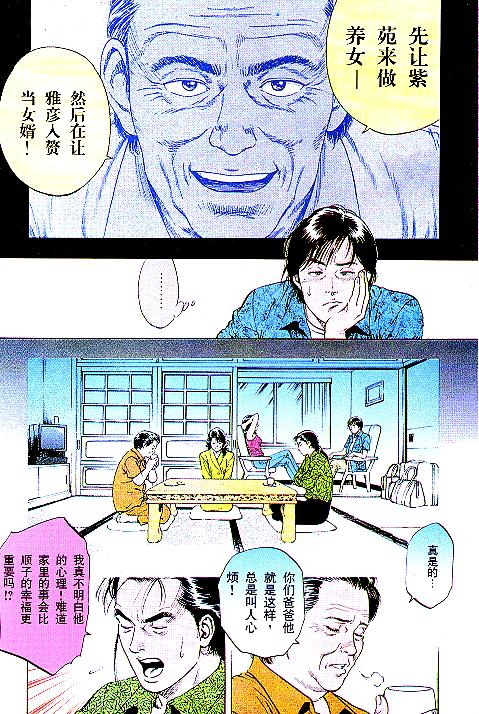 先让紫
苑来做
养女—
然后在让
雅彦入赘
当女婿！
………
真是的…
你们爸爸他
就是这样，
总是叫人心
烦！
我真不明白他
的心理！难道
家里的事会比
顺子的幸福更
重要吗!?